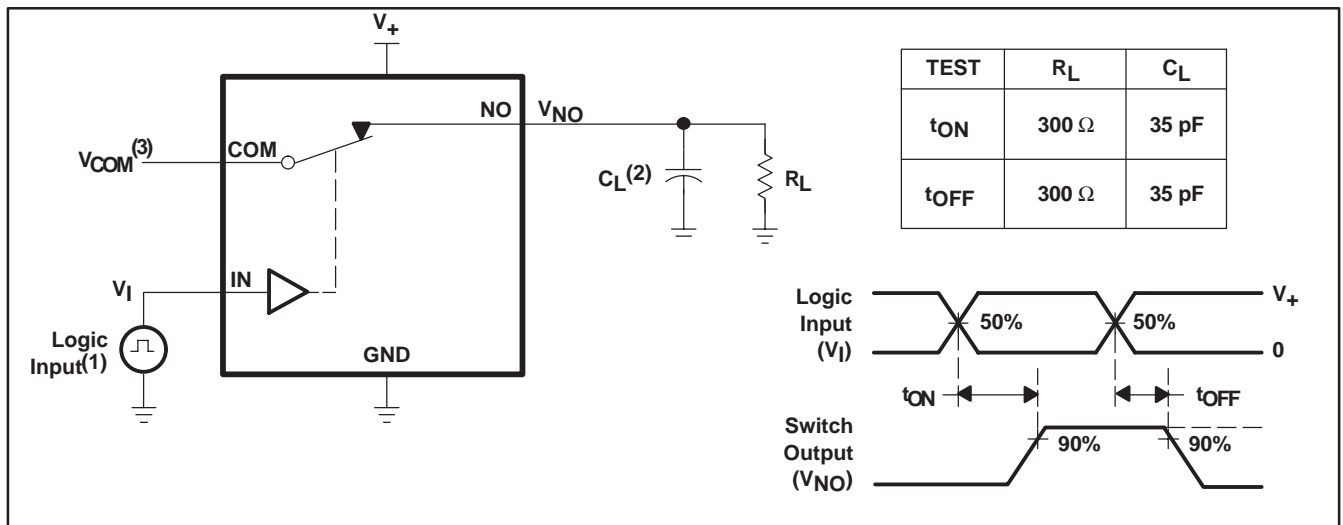 V+
NO
VNO
VCOM(3)
COM
CL(2)
RL
VI
IN
Logic
Input(1)
GND
TEST RL CL
tON 300 Ω 35 pF
tOFF 300 Ω 35 pF
Logic
Input
(VI)
50%
50%
V+
0
tON
tOFF
Switch
Output
(VNO)
90%
90%